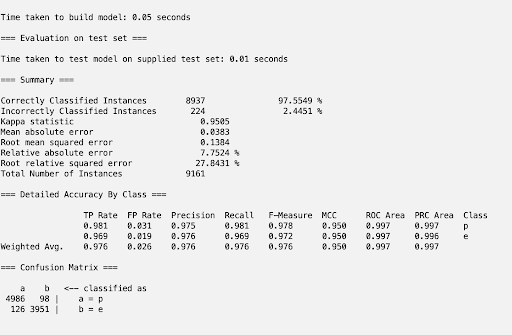 Time taken to build model: 0.05 seconds
=== Evaluation on test set ===
Time taken to test model on supplied test set: 0.01 seconds
=== Summary ===
Correctly Classified Instances 8937 97.5549 %
Incorrectly Classified Instances 224 2.4451 %
Kappa statistic 0.9505
Mean absolute error 0.0383
Root mean squared error 0.1384
Relative absolute error 7.7524 %
Root relative squared error 27.8431 %
Total Number of Instances 9161
=== Detailed Accuracy By Class ===
TP Rate FP Rate Precision Recall F-Measure MCC ROC Area PRC Area Class
0.981 0.031 0.975 0.981 0.978 0.950 0.997 0.997 p
0.969 0.019 0.976 0.969 0.972 0.950 0.997 0.996 e
Weighted Avg. 0.976 0.026 0.976 0.976 0.976 0.950 0.997 0.997
=== Confusion Matrix ===
a b <-- classified as
4986 98 | a = p
126 3951 | b = e